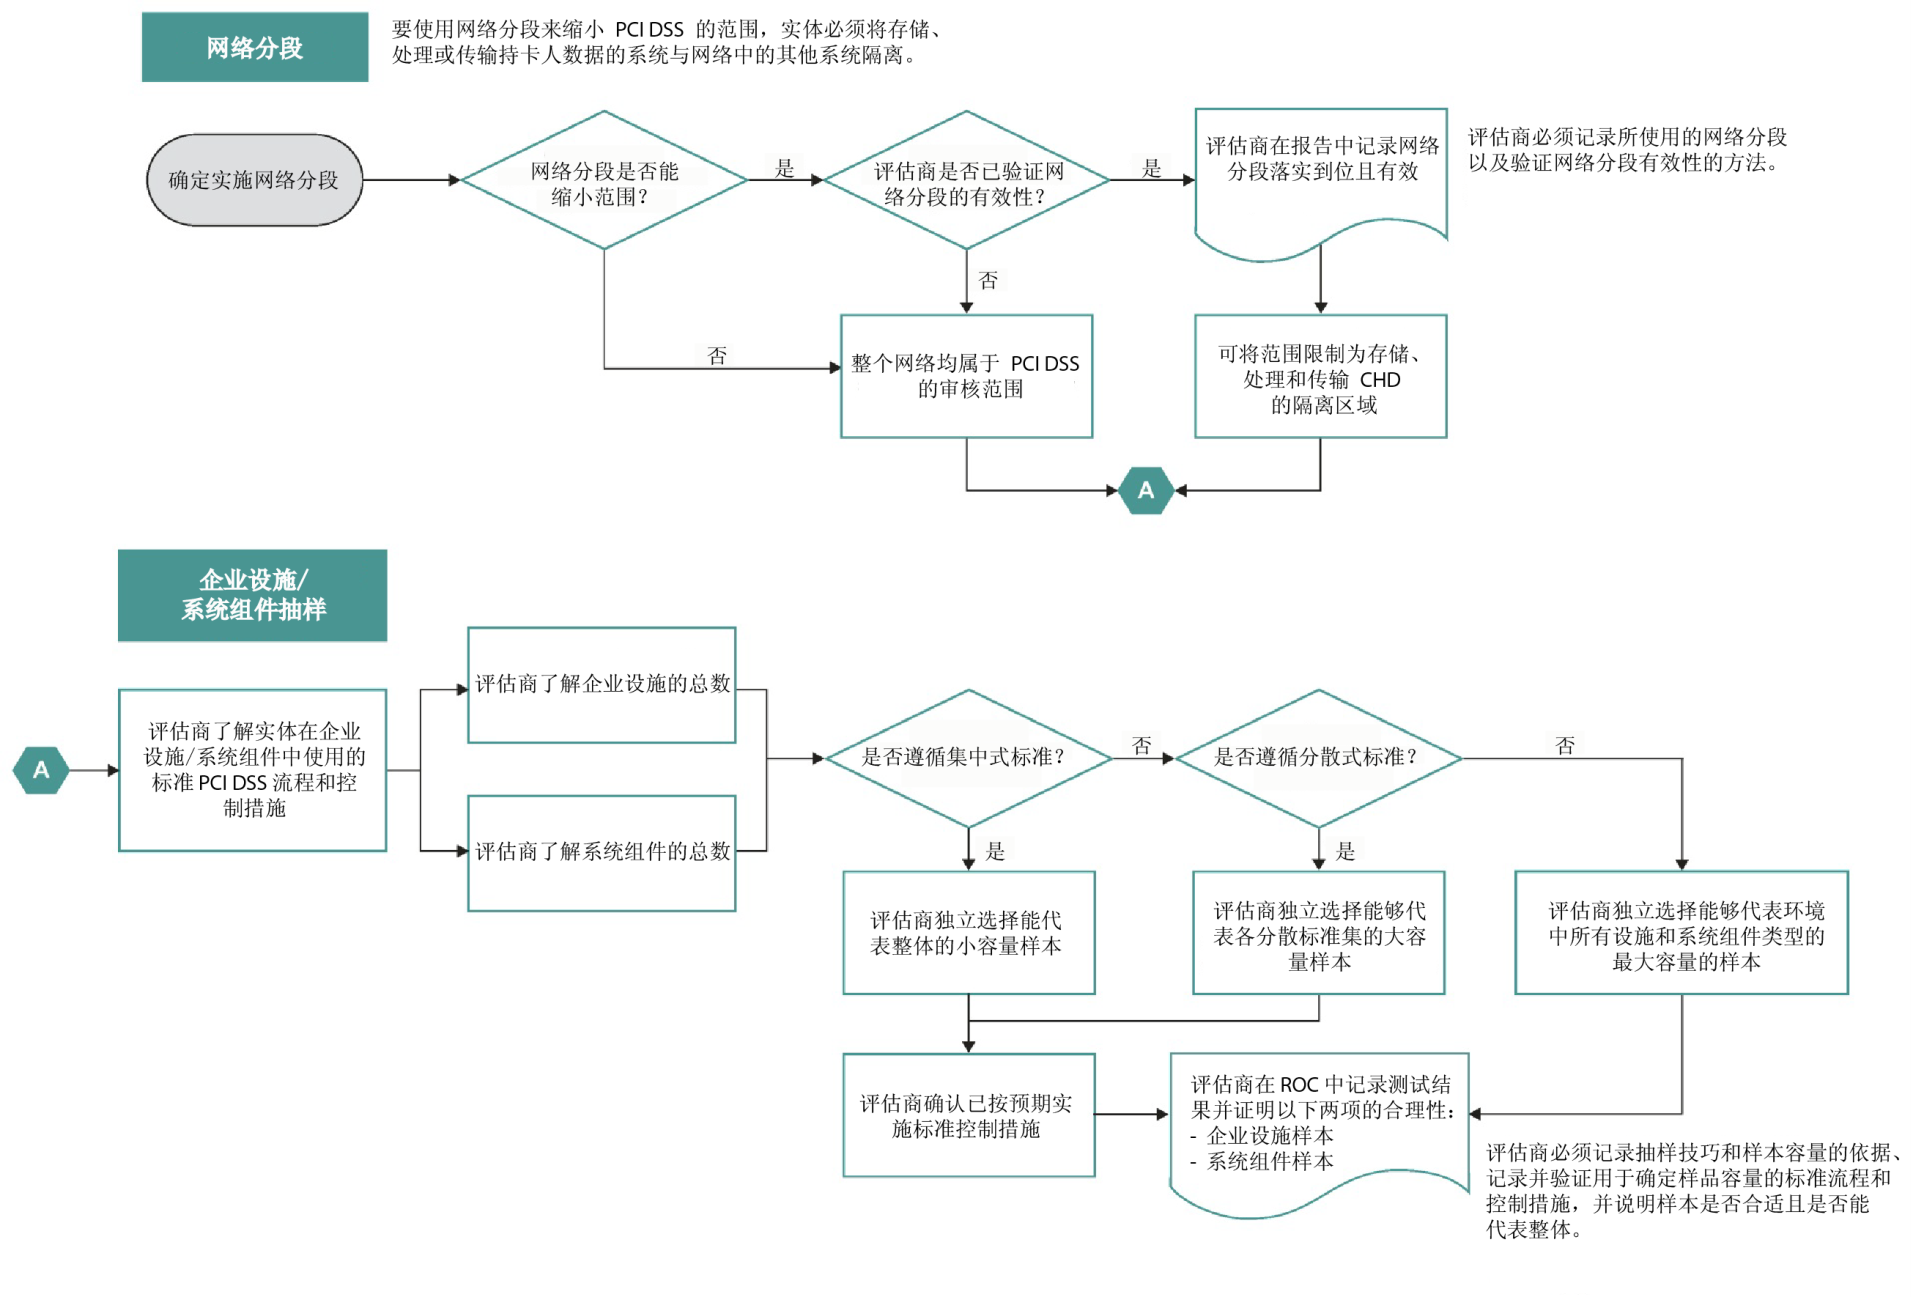 网络分段
要使用网络分段来缩小 PCI DSS 的范围，实体必须将存储、
处理或传输持卡人数据的系统与网络中的其他系统隔离。
确定实施网络分段
网络分段是否能
缩小范围？
是
评估商是否已验证网
络分段的有效性？
是
评估商在报告中记录网络
分段落实到位且有效
评估商必须记录所使用的网络分段
以及验证网络分段有效性的方法。
否
否
整个网络均属于 PCI DSS
的审核范围
可将范围限制为存储、
处理和传输 CHD
的隔离区域
A
企业设施/
系统组件抽样
A
评估商了解实体在企业
设施/系统组件中使用的
标准 PCI DSS 流程和控
制措施
评估商了解企业设施的总数
评估商了解系统组件的总数
是否遵循集中式标准？
否
是否遵循分散式标准？
否
是
是
评估商独立选择能代
表整体的小容量样本
评估商独立选择能够代
表各分散标准集的大容
量样本
评估商独立选择能够代表环境
中所有设施和系统组件类型的
最大容量的样本
评估商确认已按预期实
施标准控制措施
评估商在 ROC 中记录测试结
果并证明以下两项的合理性：
- 企业设施样本
- 系统组件样本
评估商必须记录抽样技巧和样本容量的依据、
记录并验证用于确定样品容量的标准流程和
控制措施，并说明样本是否合适且是否能
代表整体。